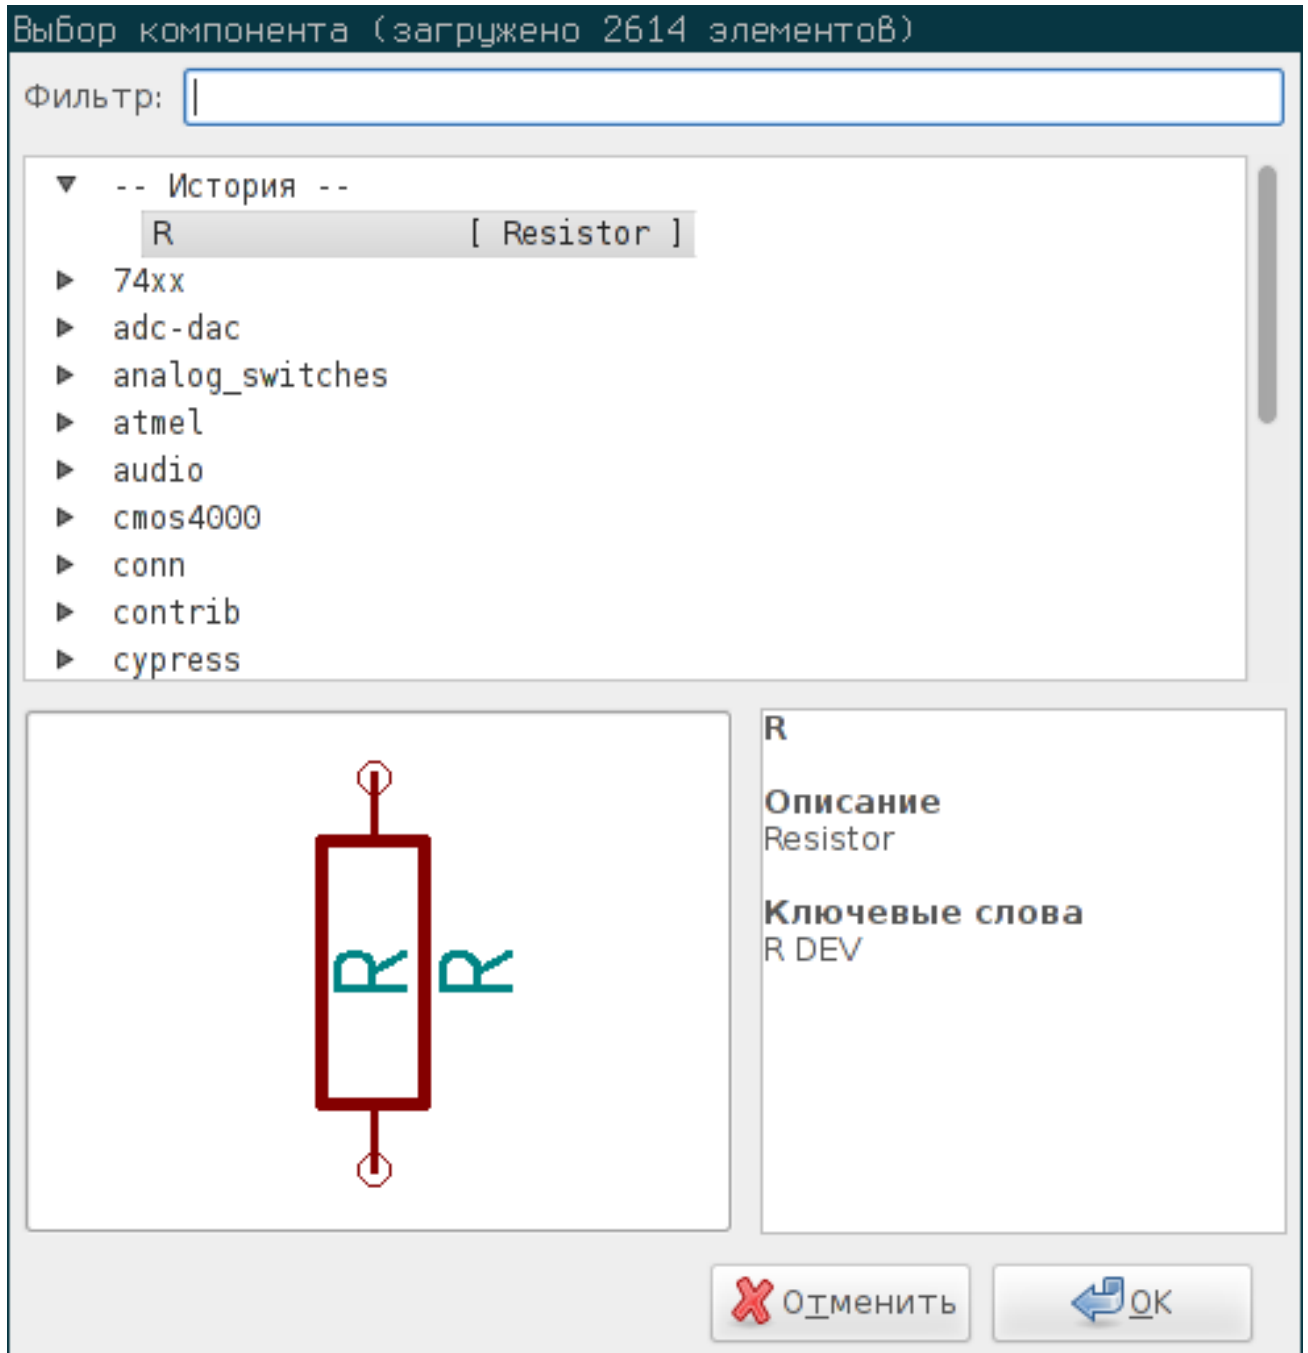 Выбор компонента (загружено 2614 элементов)
Фильтр:
-- История --
R [ Resistor ]
74xx
adc-dac
analog_switches
atmel
audio
cmos4000
conn
contrib
cypress
R R
R
Описание
Resistor
Ключевые слова
R DEV
Отменить OK